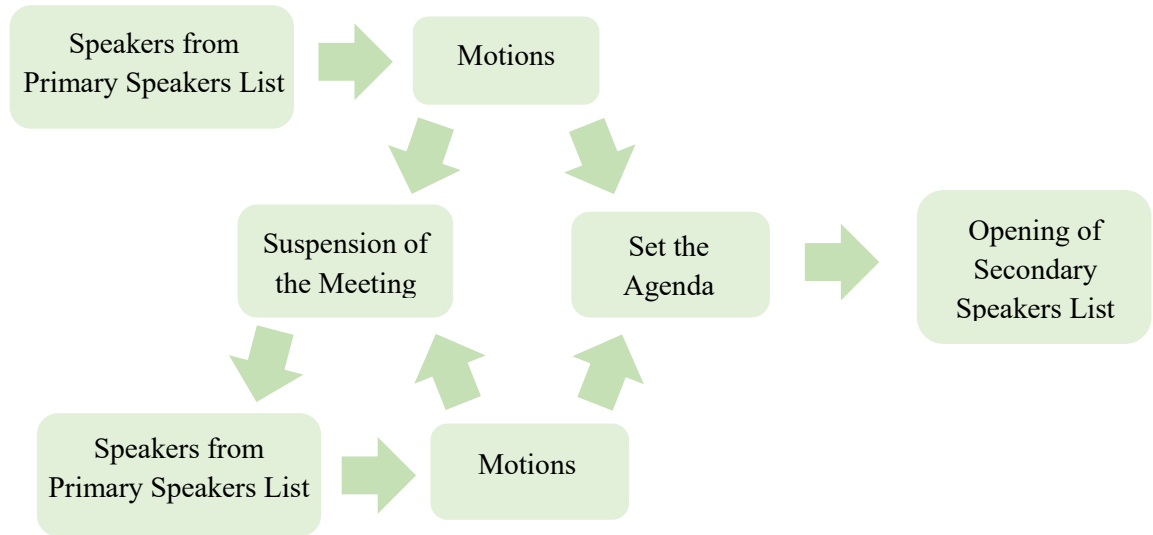 Speakers from
Primary Speakers List
Motions
Suspension of
the Meeting
Set the
Agenda
Opening of
Secondary
Speakers List
Speakers from
Primary Speakers List
Motions